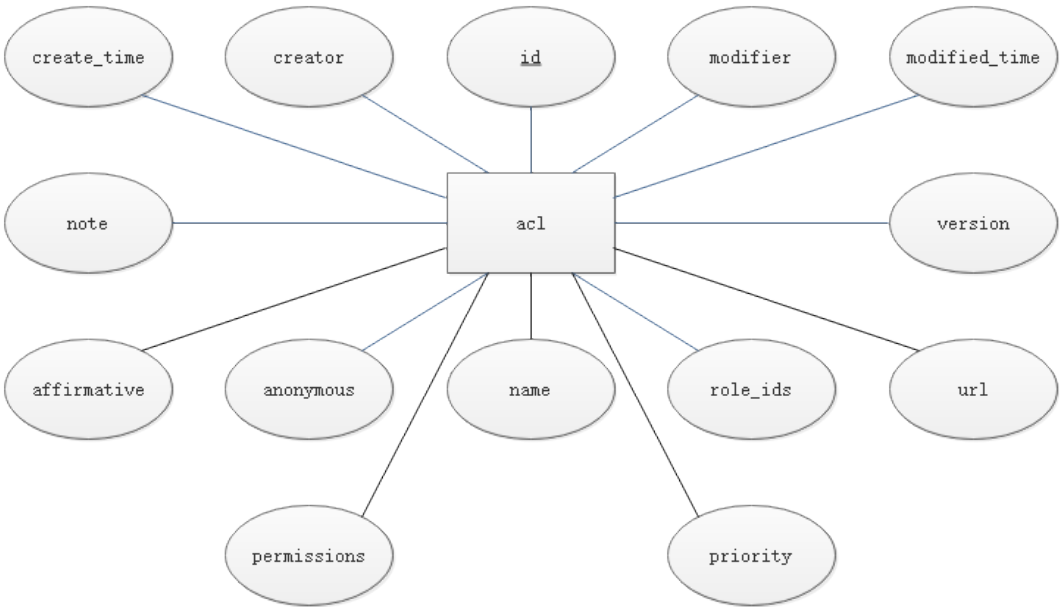 create_time
creator
id
modifier
modified_time
note
acl
version
affirmative
anonymous
name
role_ids
url
permissions
priority